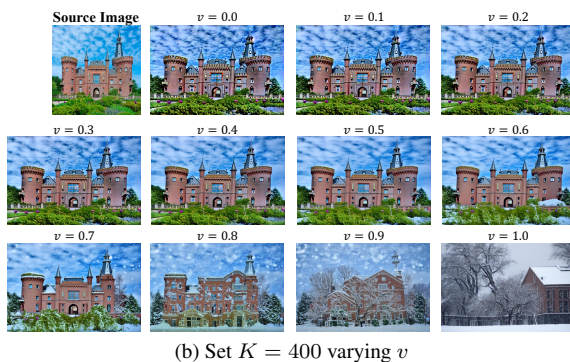 Source Image
v = 0.0
v = 0.1
v = 0.2
v = 0.3
v = 0.4
v = 0.5
v = 0.6
v = 0.7
v = 0.8
v = 0.9
v = 1.0
(b) Set K = 400 varying v